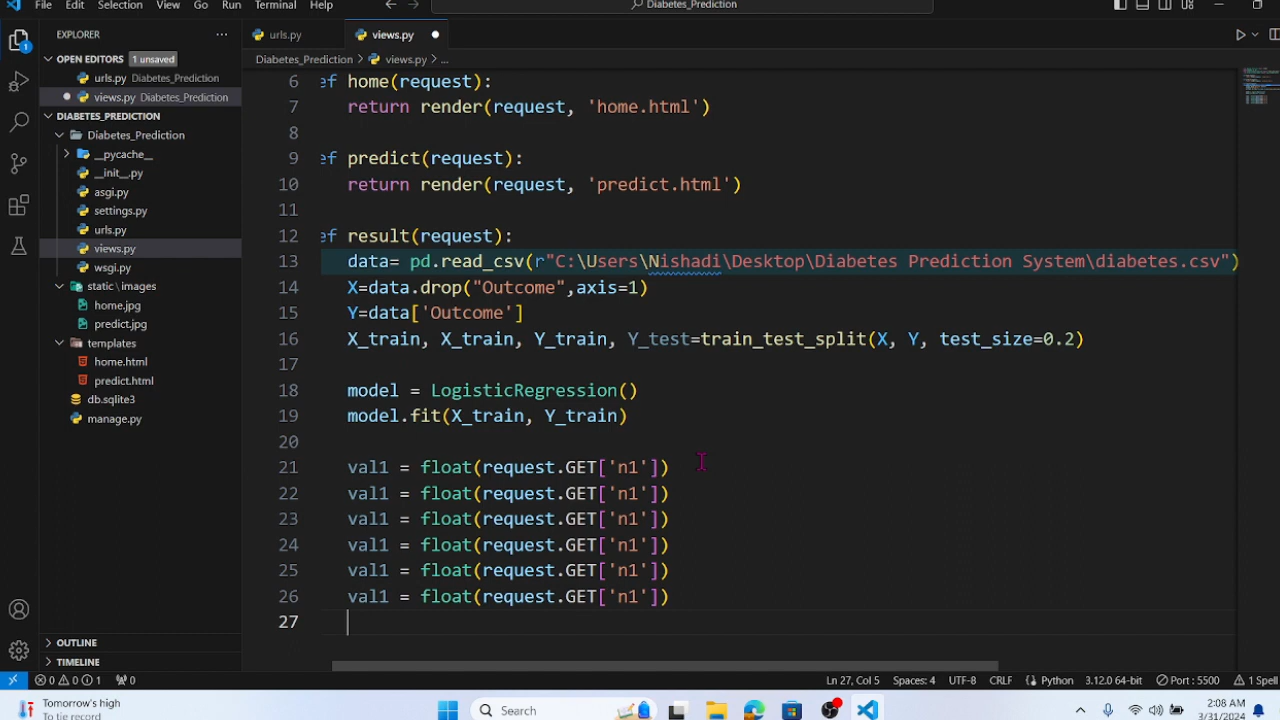 File Edit Selection View Go Run Terminal Help Diabetes_Prediction
EXPLORER
OPEN EDITORS 1 unsaved
urls.py Diabetes_Prediction
views.py Diabetes_Prediction
DIABETES_PREDICTION
Diabetes_Prediction
__pycache__
__init__.py
asgi.py
settings.py
urls.py
views.py
wsgi.py
static\images
home.jpg
predict.jpg
templates
home.html
predict.html
db.sqlite3
manage.py
OUTLINE
TIMELINE
1
urls.py views.py
Diabetes_Prediction > views.py > ...
6 ef home(request):
7 return render(request, 'home.html')
8
9 ef predict(request):
10 return render(request, 'predict.html')
11
12 ef result(request):
13 data= pd.read_csv(r"C:\Users\Nishadi\Desktop\Diabetes Prediction System\diabetes.csv")
14 X=data.drop("Outcome",axis=1)
15 Y=data['Outcome']
16 X_train, X_train, Y_train, Y_test=train_test_split(X, Y, test_size=0.2)
17
18 model = LogisticRegression()
19 model.fit(X_train, Y_train)
20
21 val1 = float(request.GET['n1'])
22 val1 = float(request.GET['n1'])
23 val1 = float(request.GET['n1'])
24 val1 = float(request.GET['n1'])
25 val1 = float(request.GET['n1'])
26 val1 = float(request.GET['n1'])
27
0 0 1 0 Ln 27, Col 5 Spaces: 4 UTF-8 CRLF Python 3.12.0 64-bit Port: 5500 1 Spell
Tomorrow's high
To tie record
Search
2:08 AM
3/31/2024